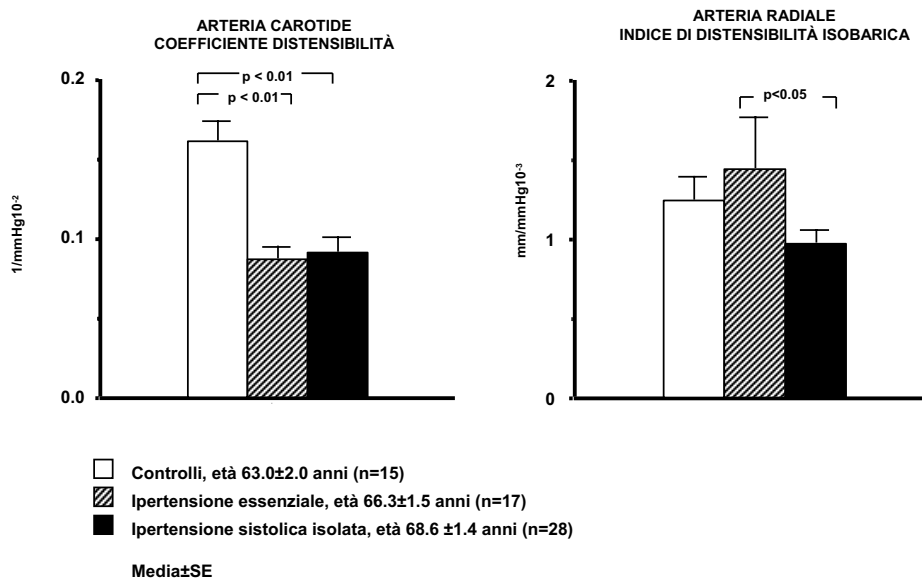 ARTERIA CAROTIDE
COEFFICIENTE DISTENSIBILITÀ
p < 0.01
p < 0.01
0.2
0.1
0.0
1/mmHg10-2
ARTERIA RADIALE
INDICE DI DISTENSIBILITÀ ISOBARICA
p<0.05
2
1
0
mm/mmHg10-3
Controlli, età 63.0±2.0 anni (n=15)
Ipertensione essenziale, età 66.3±1.5 anni (n=17)
Ipertensione sistolica isolata, età 68.6 ±1.4 anni (n=28)
Media±SE